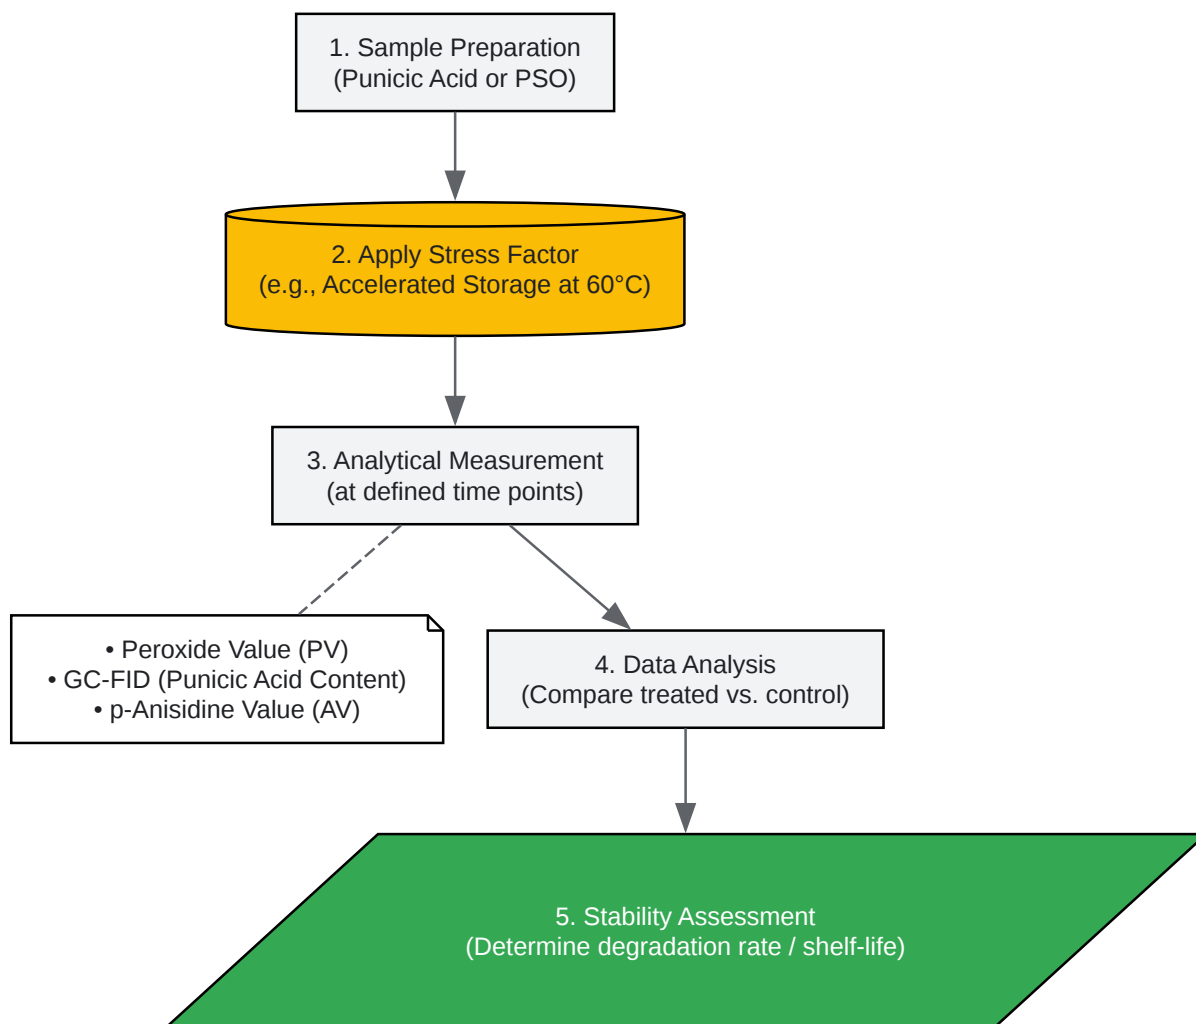 1. Sample Preparation
(Punicic Acid or PSO)
2. Apply Stress Factor
(e.g., Accelerated Storage at 60°C)
3. Analytical Measurement
(at defined time points)
• Peroxide Value (PV)
• GC-FID (Punicic Acid Content)
• p-Anisidine Value (AV)
4. Data Analysis
(Compare treated vs. control)
5. Stability Assessment
(Determine degradation rate / shelf-life)